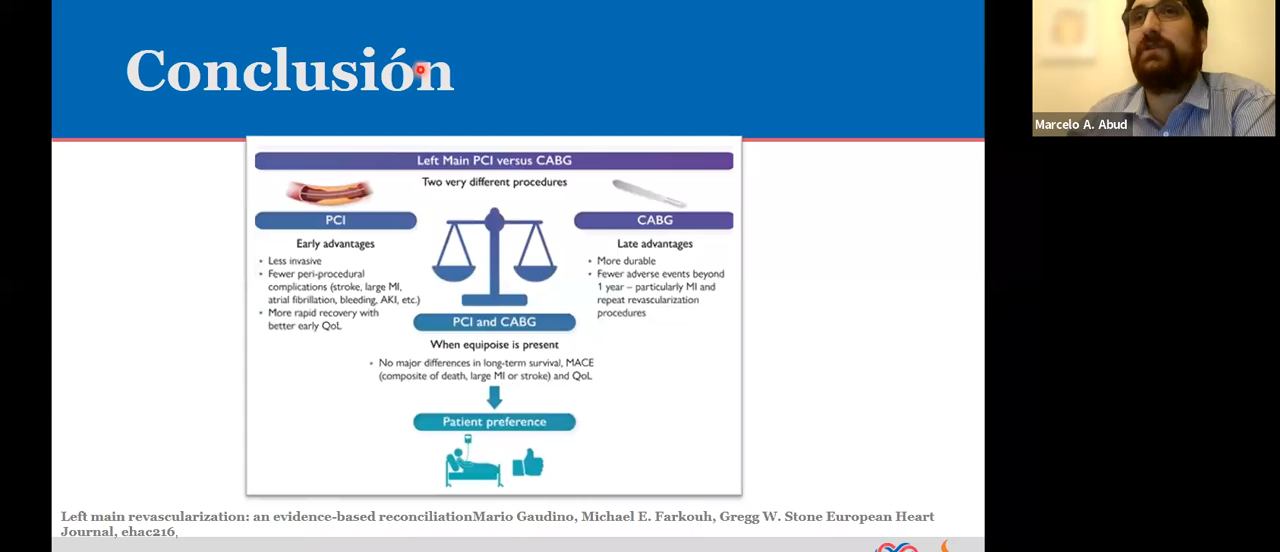 Conclusión
Marcelo A. Abud
Left Main PCI versus CABG
Two very different procedures
PCI
Early advantages
• Less invasive
• Fewer peri-procedural
complications (stroke, large MI,
atrial fibrillation, bleeding, AKI, etc.)
• More rapid recovery with
better early QoL
CABG
Late advantages
• More durable
• Fewer adverse events beyond
1 year – particularly MI and
repeat revascularization
procedures
PCI and CABG
When equipoise is present
• No major differences in long-term survival, MACE
(composite of death, large MI or stroke) and QoL
Patient preference
Left main revascularization: an evidence-based reconciliationMario Gaudino, Michael E. Farkouh, Gregg W. Stone European Heart
Journal, ehac216,